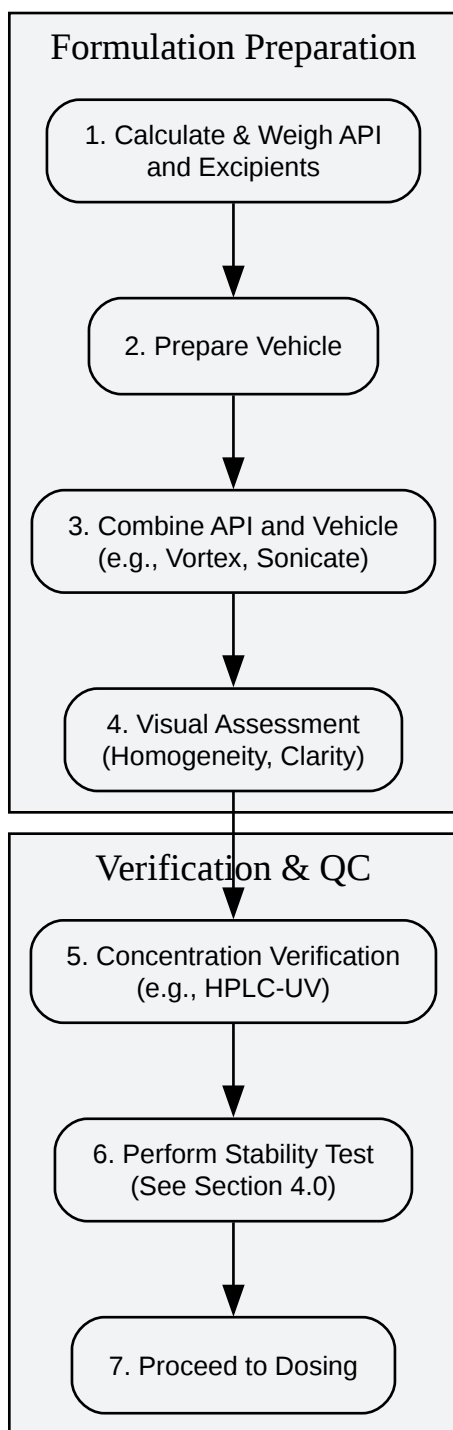 Formulation Preparation
1. Calculate & Weigh API
and Excipients
2. Prepare Vehicle
3. Combine API and Vehicle
(e.g., Vortex, Sonicate)
4. Visual Assessment
(Homogeneity, Clarity)
Verification & QC
5. Concentration Verification
(e.g., HPLC-UV)
6. Perform Stability Test
(See Section 4.0)
7. Proceed to Dosing